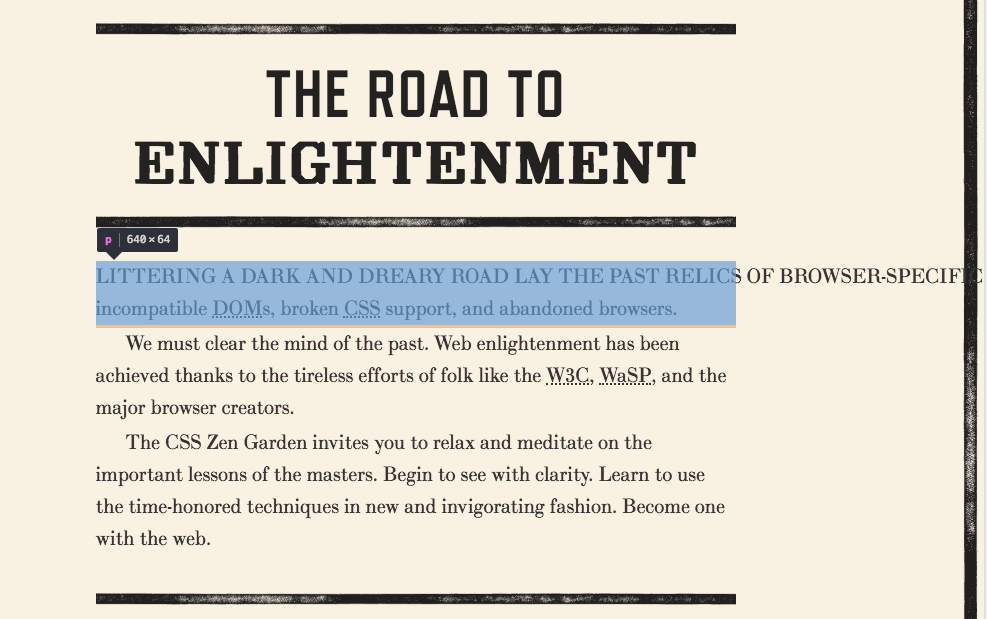 THE ROAD TO
ENLIGHTENMENT
p 640 × 64
LITTERING A DARK AND DREARY ROAD LAY THE PAST RELICS OF BROWSER-SPECIFIC
incompatible DOMs, broken CSS support, and abandoned browsers.
We must clear the mind of the past. Web enlightenment has been
achieved thanks to the tireless efforts of folk like the W3C, WaSP, and the
major browser creators.
The CSS Zen Garden invites you to relax and meditate on the
important lessons of the masters. Begin to see with clarity. Learn to use
the time-honored techniques in new and invigorating fashion. Become one
with the web.